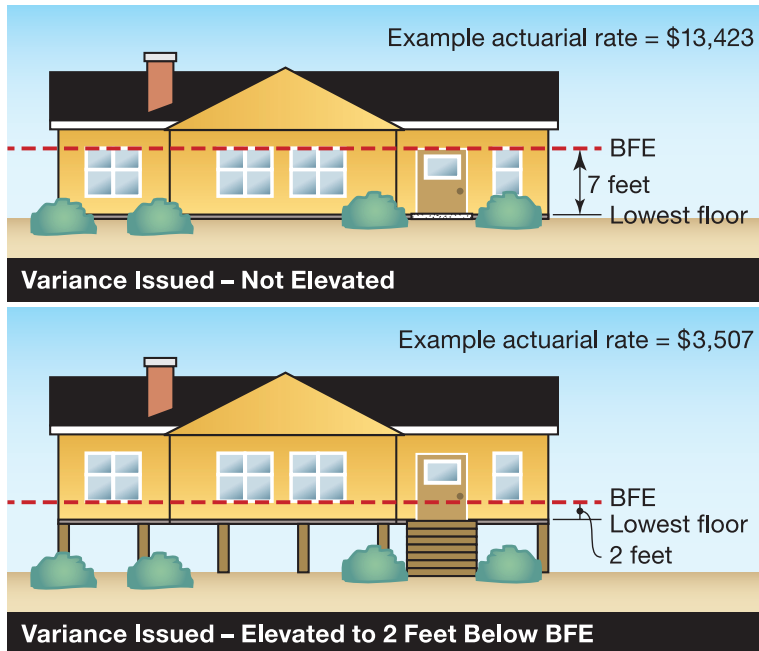 Example actuarial rate = $13,423
BFE
7 feet
Lowest floor
Variance Issued – Not Elevated
Example actuarial rate = $3,507
BFE
Lowest floor
2 feet
Variance Issued – Elevated to 2 Feet Below BFE